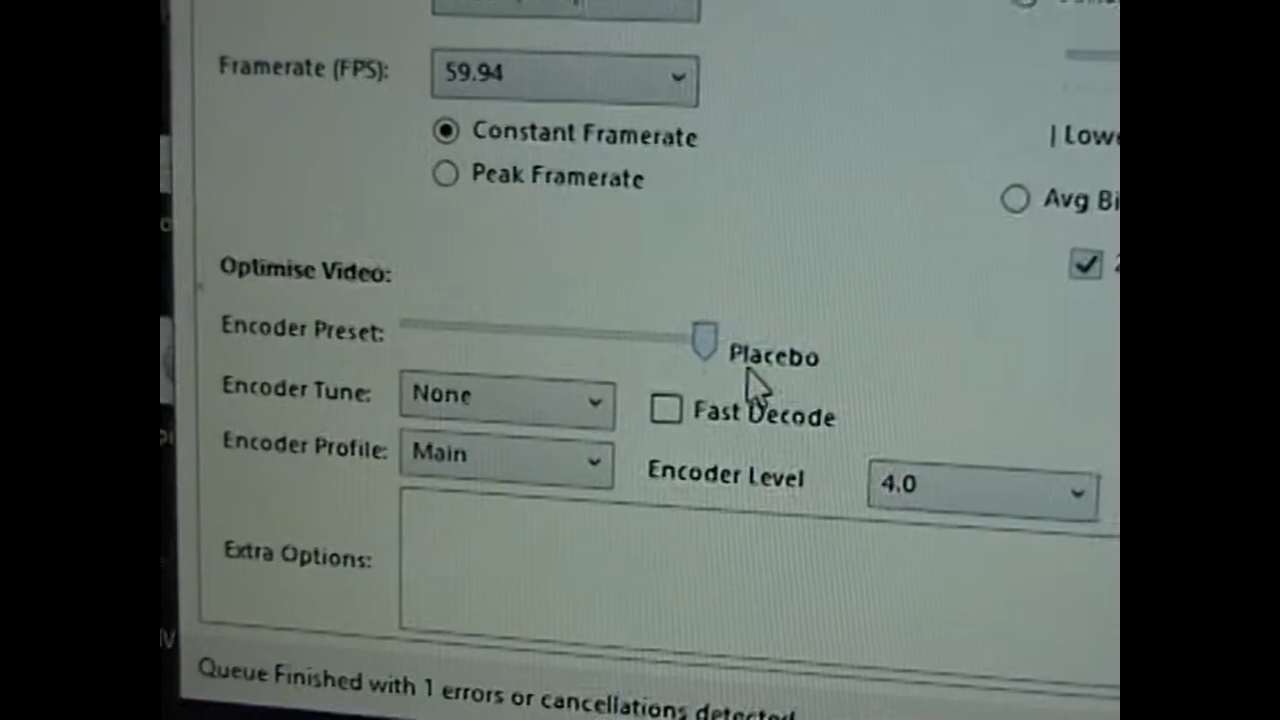 Framerate (FPS):
59.94
Constant Framerate
Peak Framerate
| Lowe
Avg Bi
Optimise Video:
Encoder Preset:
Placebo
Encoder Tune:
None
Fast Decode
Encoder Profile:
Main
Encoder Level
4.0
Extra Options:
Queue Finished with 1 errors or cancellations detected